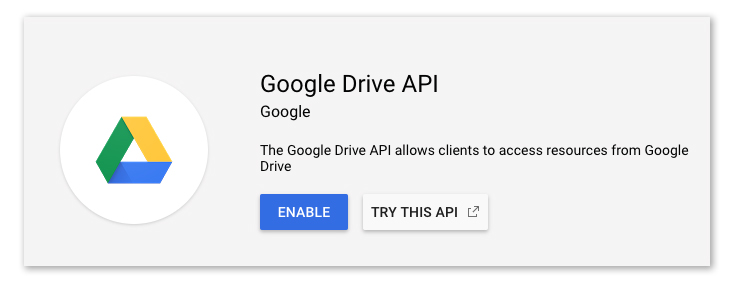 Google Drive API
Google
The Google Drive API allows clients to access resources from Google
Drive
ENABLE
TRY THIS API